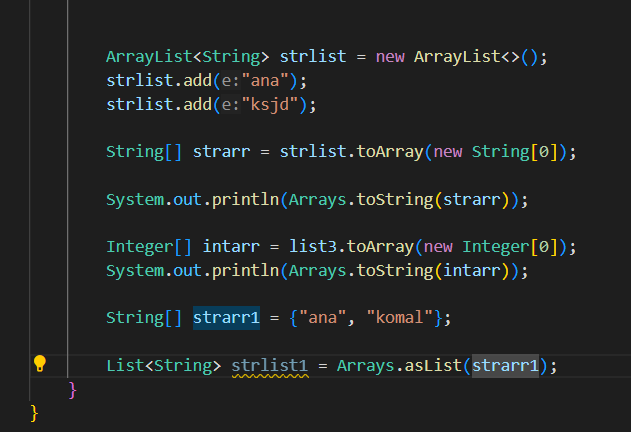 ArrayList<String> strlist = new ArrayList<>();
strlist.add(e:"ana");
strlist.add(e:"ksjd");
String[] strarr = strlist.toArray(new String[0]);
System.out.println(Arrays.toString(strarr));
Integer[] intarr = list3.toArray(new Integer[0]);
System.out.println(Arrays.toString(intarr));
String[] strarr1 = {"ana", "komal"};
List<String> strlist1 = Arrays.asList(strarr1);
}
}